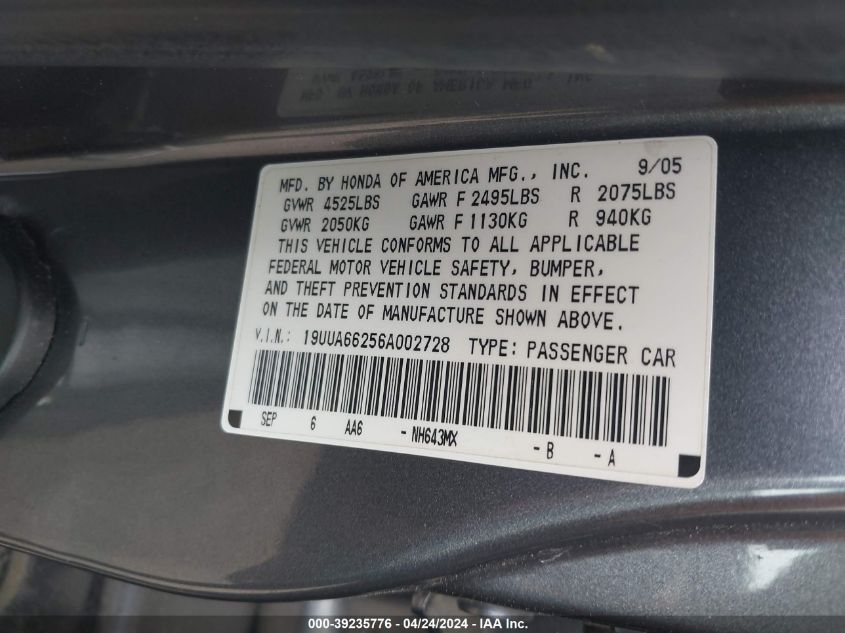 MFD. BY HONDA OF AMERICA MFG., INC. 9/05
GVWR 4525LBS GAWR F 2495LBS R 2075LBS
GVWR 2050KG GAWR F 1130KG R 940KG
THIS VEHICLE CONFORMS TO ALL APPLICABLE
FEDERAL MOTOR VEHICLE SAFETY, BUMPER,
AND THEFT PREVENTION STANDARDS IN EFFECT
ON THE DATE OF MANUFACTURE SHOWN ABOVE.
V.I.N.: 19UUA66256A002728 TYPE: PASSENGER CAR
SEP 6 AA6 - NH643MX - B - A
000-39235776 - 04/24/2024 - IAA Inc.